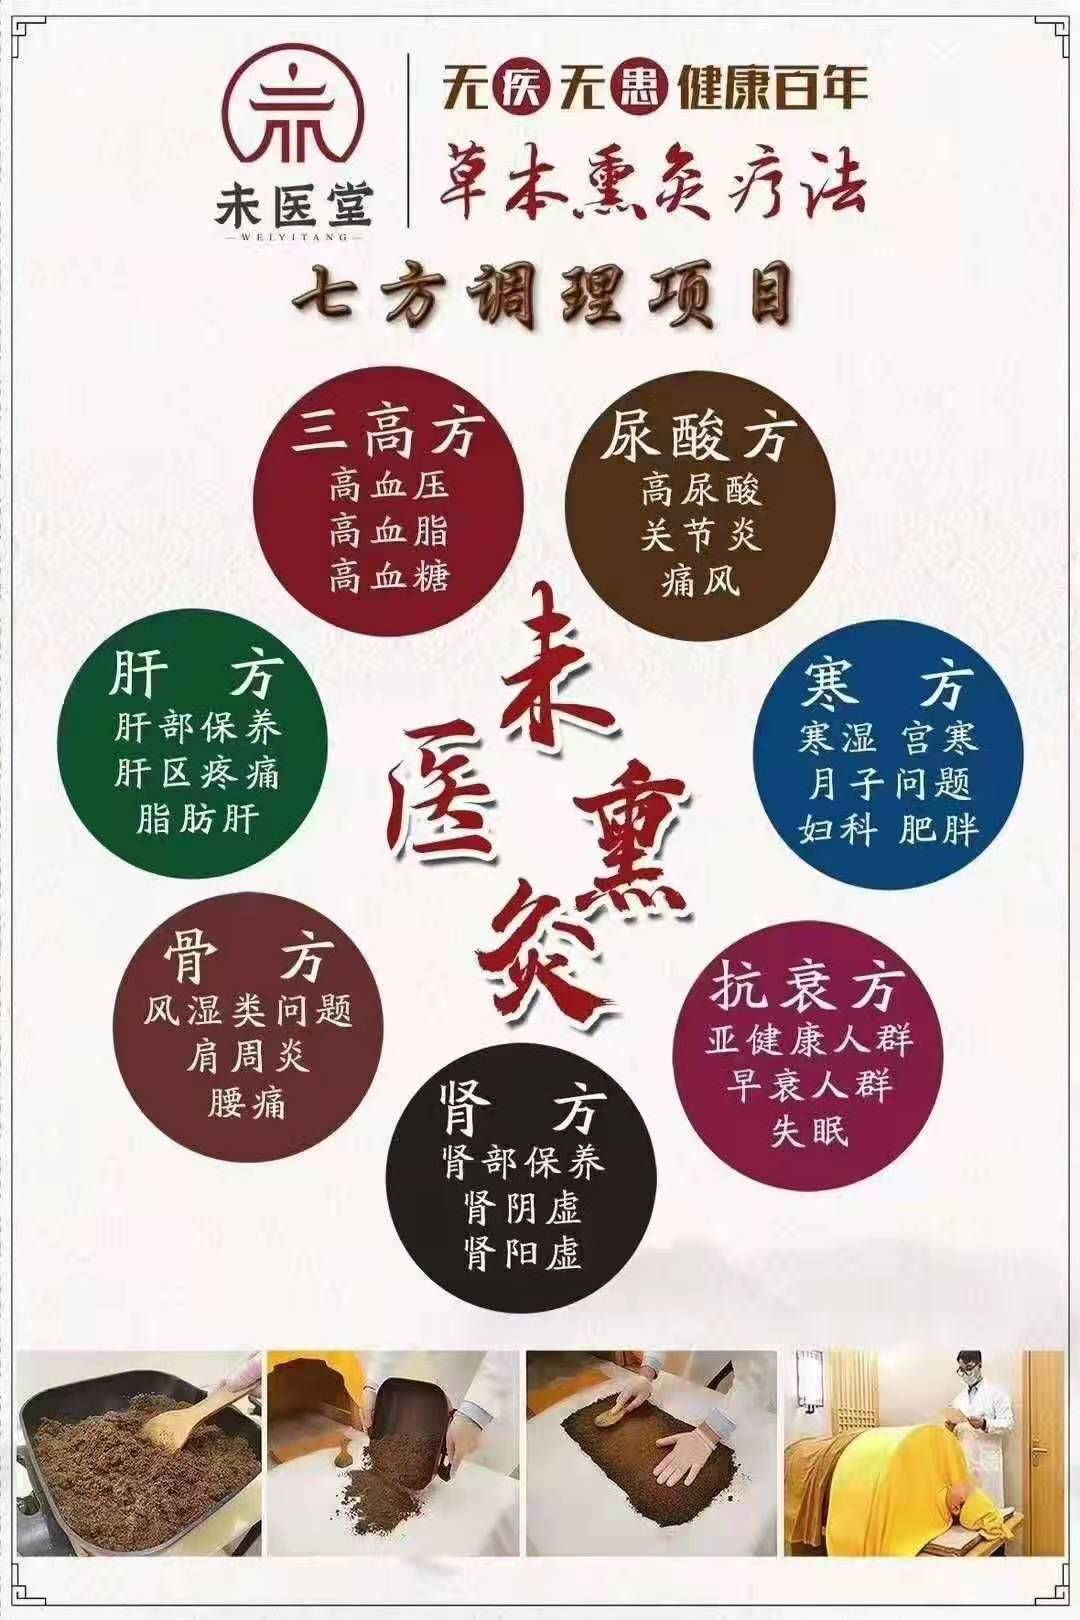 无疾无患健康百年
草本熏灸疗法
未医堂
WEIYITANG
七方调理项目
三高方
高血压
高血脂
高血糖
尿酸方
高尿酸
关节炎
痛风
肝方
肝部保养
肝区疼痛
脂肪肝
未医熏灸
寒方
寒湿 宫寒
月子问题
妇科 肥胖
骨方
风湿类问题
肩周炎
腰痛
抗衰方
亚健康人群
早衰人群
失眠
肾方
肾部保养
肾阴虚
肾阳虚